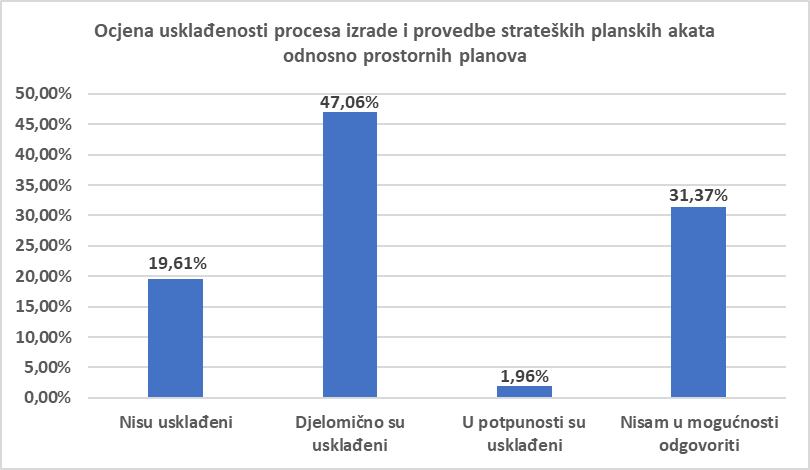 Ocjena usklađenosti procesa izrade i provedbe strateških planskih akata
odnosno prostornih planova
50,00%
45,00%
40,00%
35,00%
30,00%
25,00%
20,00%
15,00%
10,00%
5,00%
0,00%
19,61%
47,06%
1,96%
31,37%
Nisu usklađeni
Djelomično su
usklađeni
U potpunosti su
usklađeni
Nisam u mogućnosti
odgovoriti